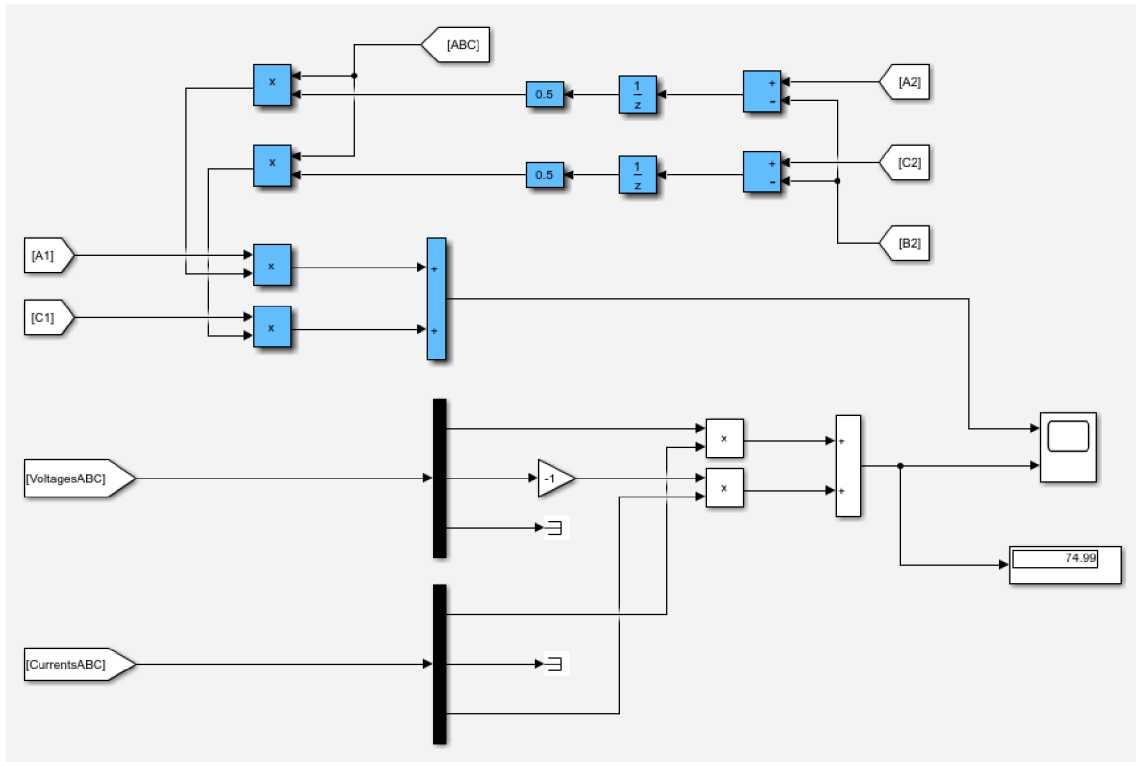 [ABC]
x
0.5
1
z
+
-
[A2]
x
0.5
1
z
+
-
[C2]
[B2]
[A1]
x
+
[C1]
x
+
[VoltagesABC]
-1
x
+
x
+
74.99
[CurrentsABC]